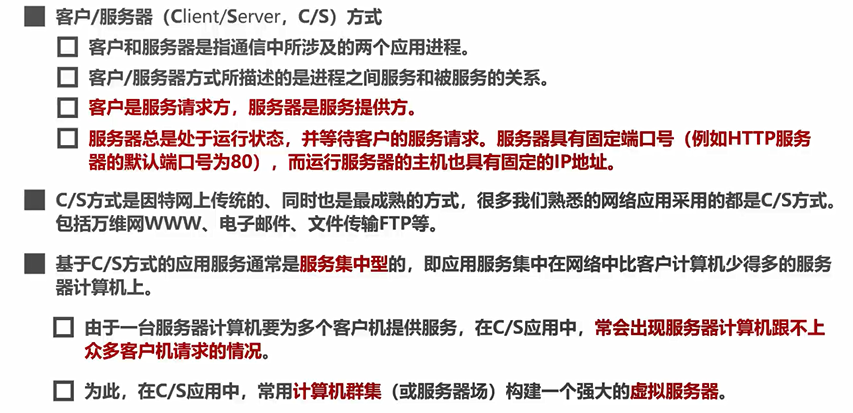 客户/服务器（Client/Server，C/S）方式
客户和服务器是指通信中所涉及的两个应用进程。
客户/服务器方式所描述的是进程之间服务和被服务的关系。
客户是服务请求方，服务器是服务提供方。
服务器总是处于运行状态，并等待客户的服务请求。服务器具有固定端口号（例如HTTP服务
器的默认端口号为80），而运行服务器的主机也具有固定的IP地址。
C/S方式是因特网上传统的、同时也是最成熟的方式，很多我们熟悉的网络应用采用的都是C/S方式。
包括万维网WWW、电子邮件、文件传输FTP等。
基于C/S方式的应用服务通常是服务集中型的，即应用服务集中在网络中比客户计算机少得多的服务
器计算机上。
由于一台服务器计算机要为多个客户机提供服务，在C/S应用中，常会出现服务器计算机跟不上
众多客户机请求的情况。
为此，在C/S应用中，常用计算机群集（或服务器场）构建一个强大的虚拟服务器。